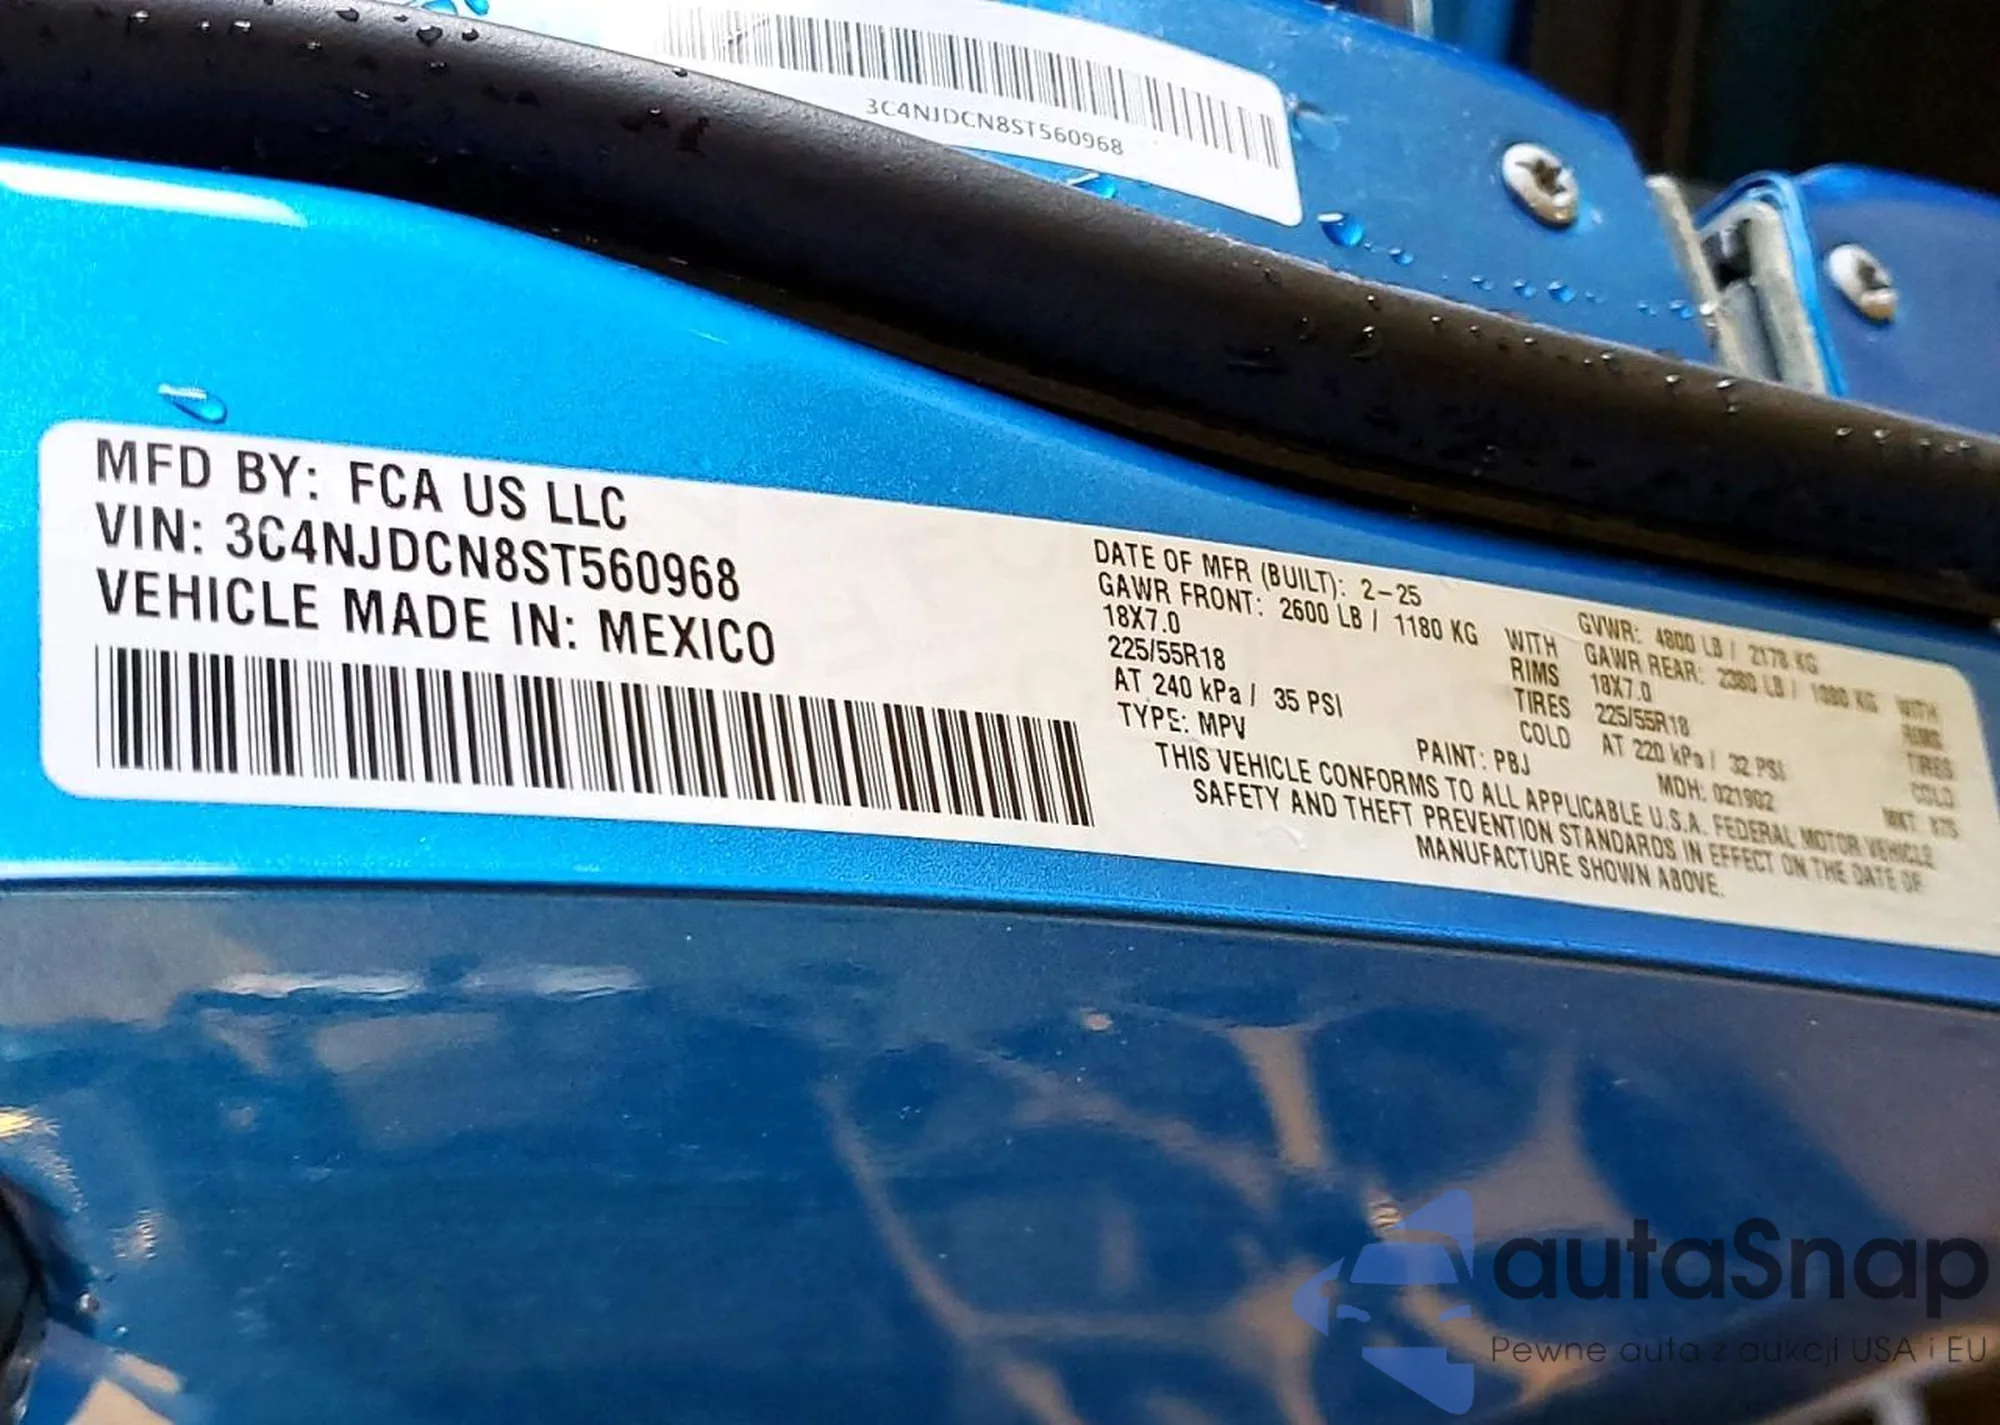 3C4NJDCN8ST560968
MFD BY: FCA US LLC
VIN: 3C4NJDCN8ST560968
VEHICLE MADE IN: MEXICO
DATE OF MFR (BUILT): 2-25 GVWR: 4800 LB / 2178 KG
GAWR FRONT: 2600 LB / 1180 KG WITH GAWR REAR: 2380 LB / 1080 KG WITH
18X7.0 RIMS 18X7.0 RIMS
225/55R18 TIRES 225/55R18 TIRES
AT 240 kPa / 35 PSI COLD AT 220 kPa / 32 PSI COLD
TYPE: MPV PAINT: PBJ MDH: 021902
THIS VEHICLE CONFORMS TO ALL APPLICABLE U.S.A. FEDERAL MOTOR VEHICLE
SAFETY AND THEFT PREVENTION STANDARDS IN EFFECT ON THE DATE OF
MANUFACTURE SHOWN ABOVE.
autaSnap
Pewne auta z aukcji USA i EU